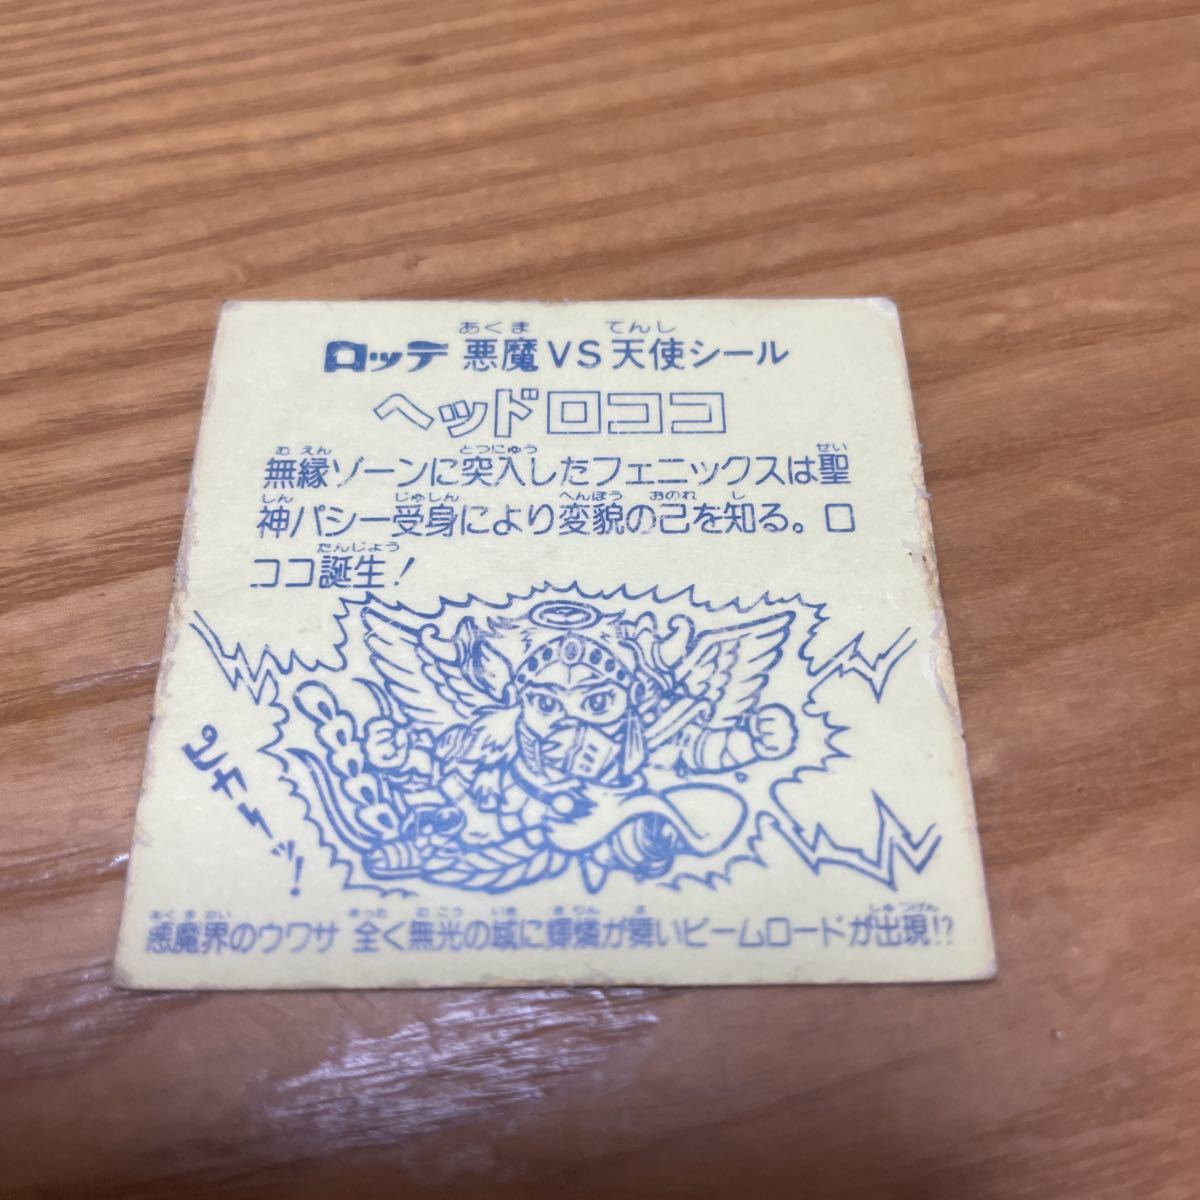 あくま てんし
ロッテ 悪魔VS天使シール
ヘッドロココ
むえん とつにゅう せい
無縁ゾーンに突入したフェニックスは聖
しん じゅしん へんぼう おのれ し
神パシー受身により変貌の己を知る。ロ
たんじょう
ココ誕生!
ピカーッ!
あくまかい まった むこう いき きりん ま しゅつげん
悪魔界のウワサ 全く無光の域に輝燐が舞いビームロードが出現!?